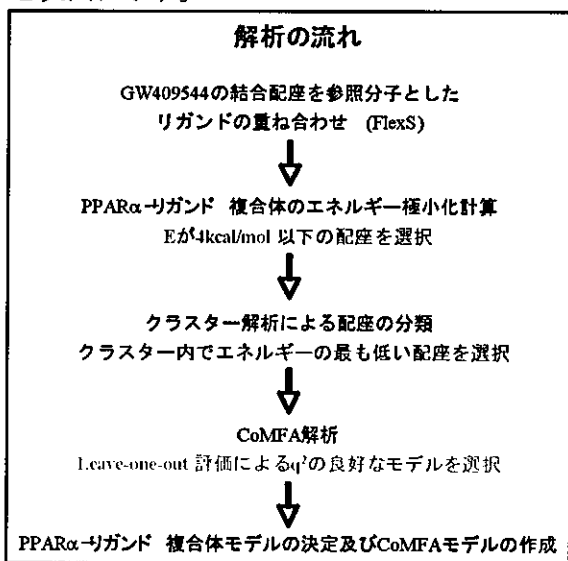 解析の流れ
GW409544の結合配座を参照分子とした
リガンドの重ね合わせ (FlexS)
PPARα-リガンド 複合体のエネルギー極小化計算
Eが4kcal/mol 以下の配座を選択
クラスター解析による配座の分類
クラスター内でエネルギーの最も低い配座を選択
CoMFA解析
Leave-one-out 評価によるq²の良好なモデルを選択
PPARα-リガンド 複合体モデルの決定及びCoMFAモデルの作成